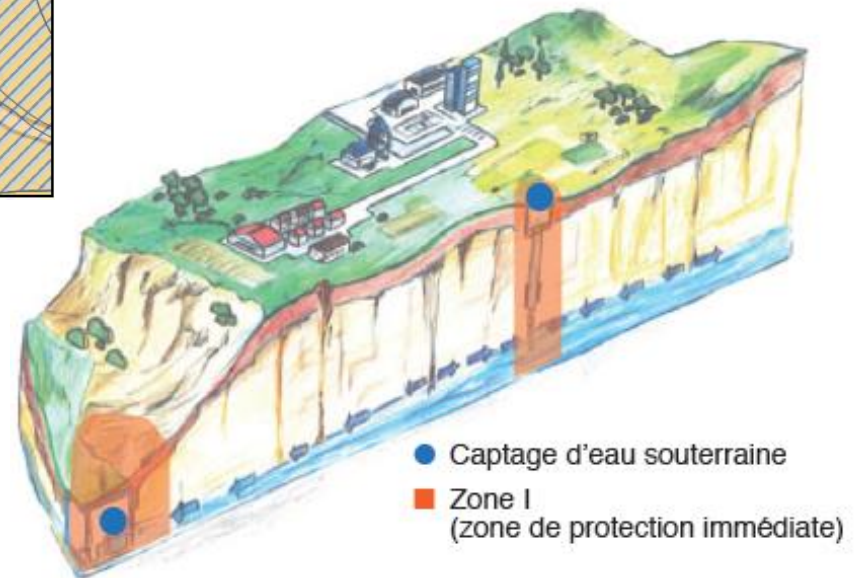 Captage d'eau souterraine
Zone I
(zone de protection immédiate)